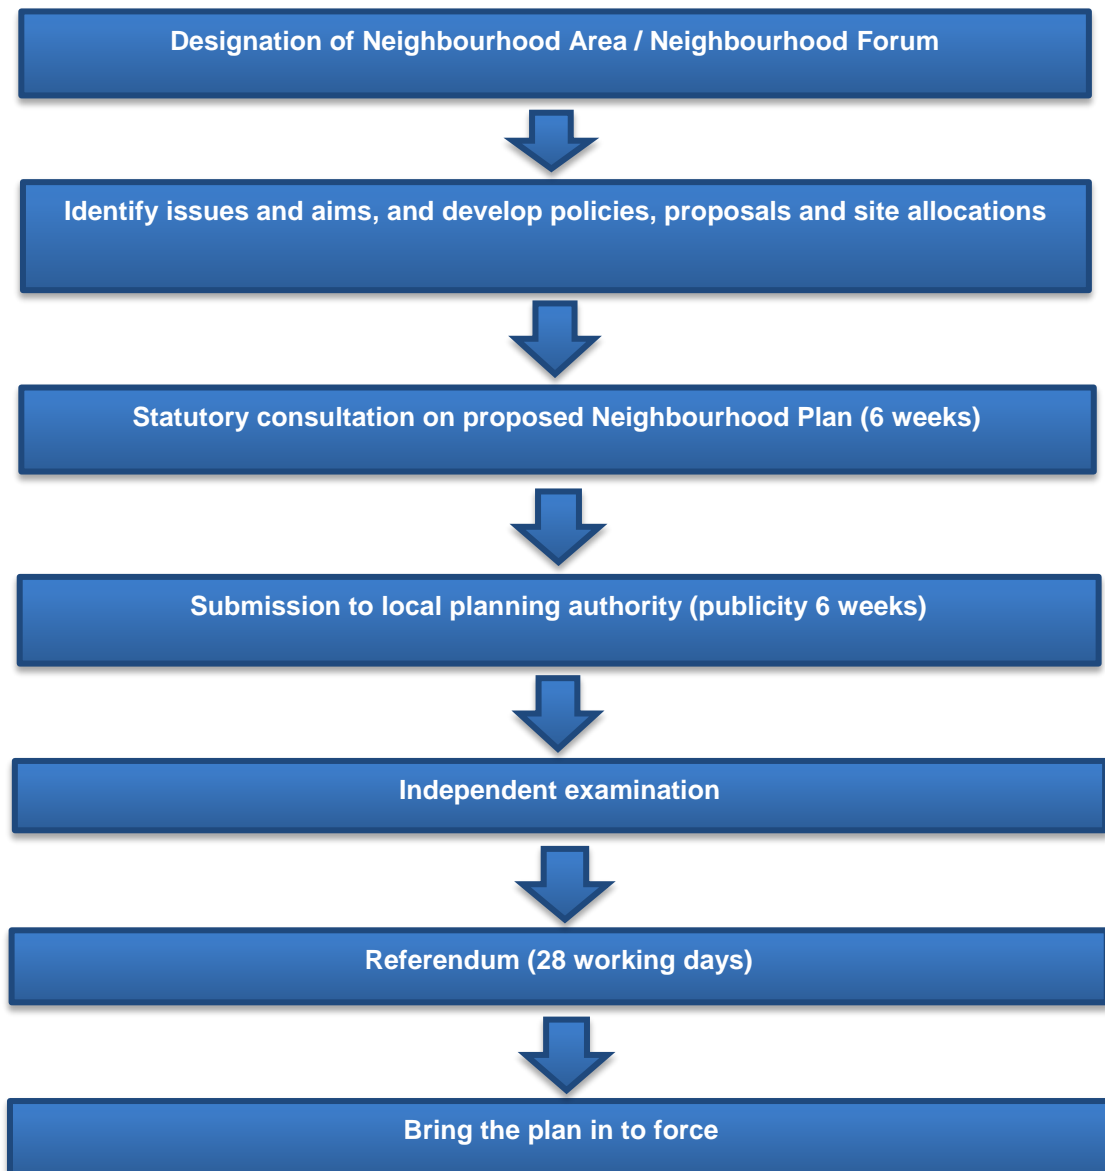 Designation of Neighbourhood Area / Neighbourhood Forum
Identify issues and aims, and develop policies, proposals and site allocations
Statutory consultation on proposed Neighbourhood Plan (6 weeks)
Submission to local planning authority (publicity 6 weeks)
Independent examination
Referendum (28 working days)
Bring the plan in to force